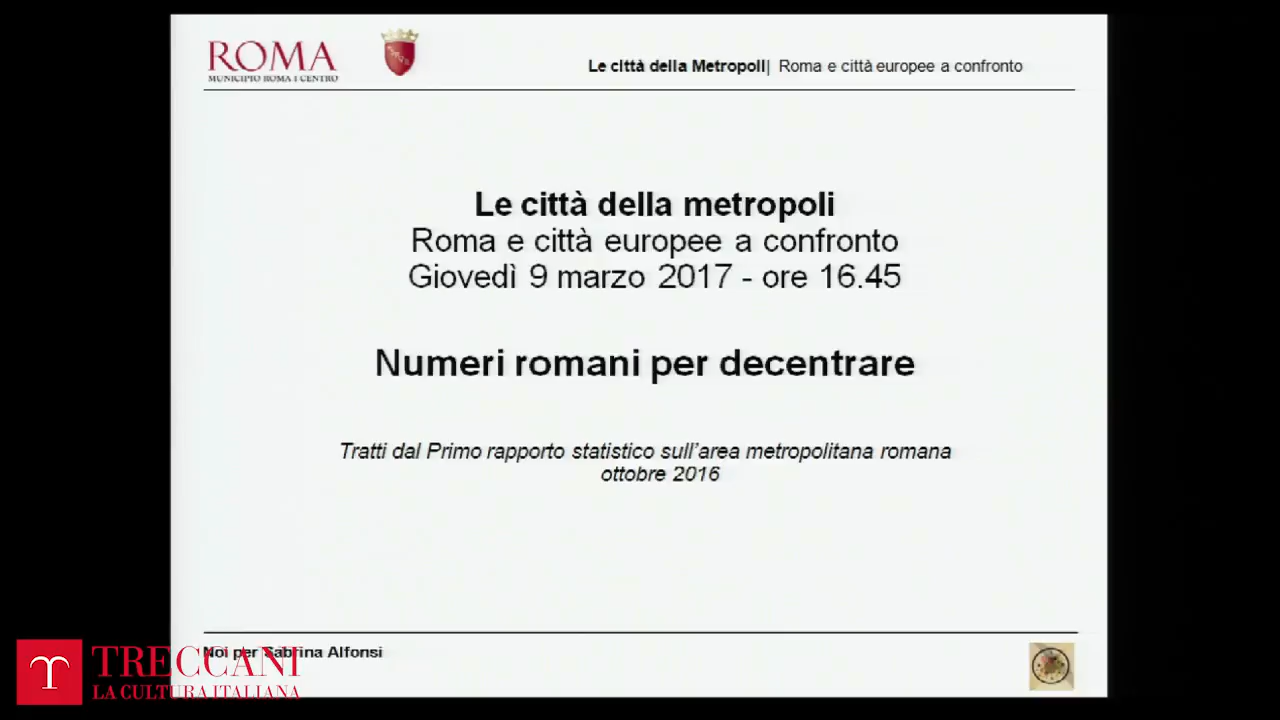 ROMA
MUNICIPIO ROMA I CENTRO
Le città della Metropoli| Roma e città europee a confronto
Le città della metropoli
Roma e città europee a confronto
Giovedì 9 marzo 2017 - ore 16.45
Numeri romani per decentrare
Tratti dal Primo rapporto statistico sull'area metropolitana romana
ottobre 2016
Noi per Sabrina Alfonsi
TRECCANI
LA CULTURA ITALIANA